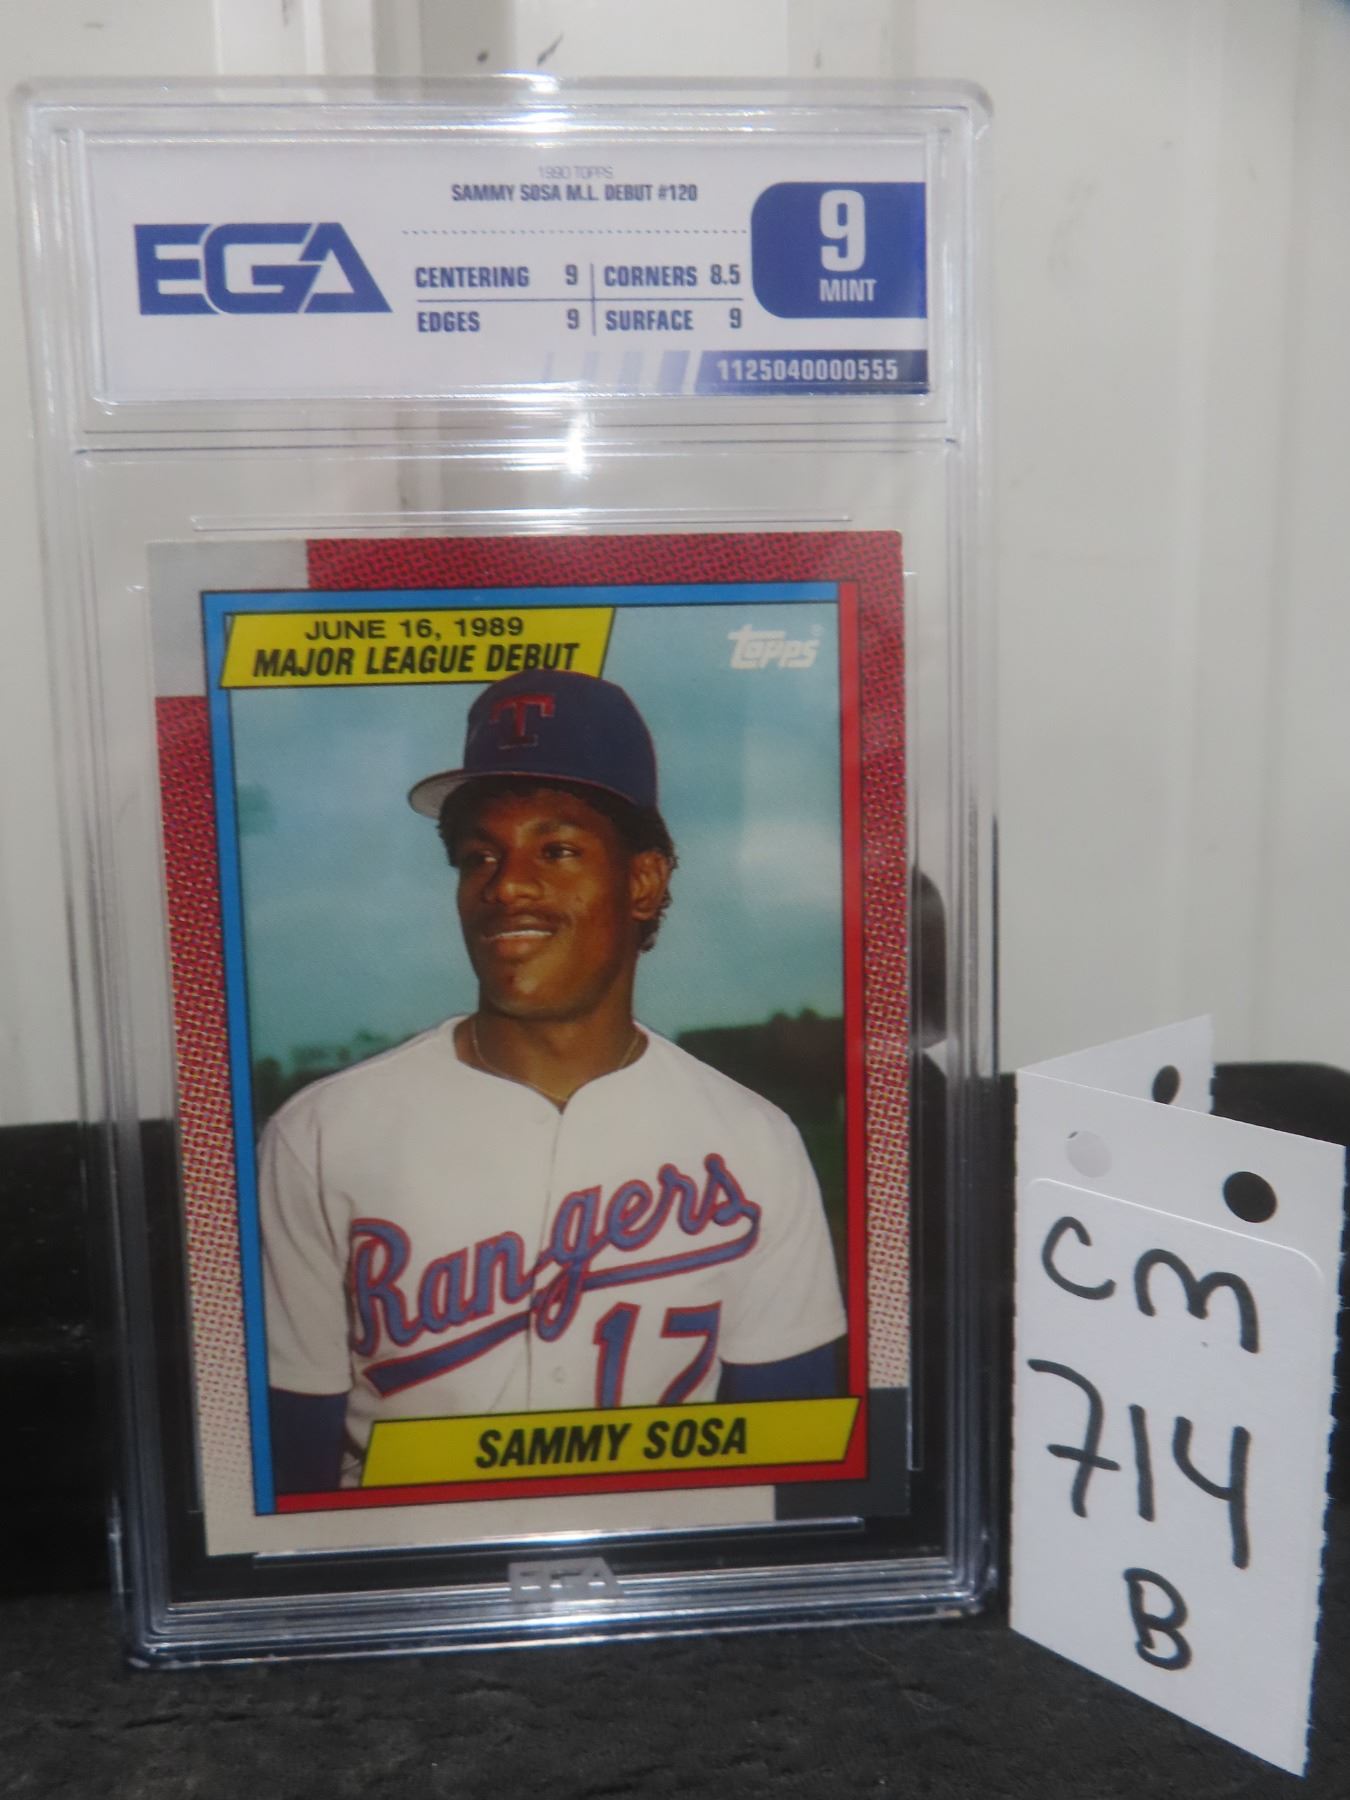 1990 TOPPS
SAMMY SOSA M.L. DEBUT #120
EGA
CENTERING 9 CORNERS 8.5
EDGES 9 SURFACE 9
9
MINT
1125040000555
JUNE 16, 1989
MAJOR LEAGUE DEBUT
Topps
T
Rangers
17
SAMMY SOSA
EGA
CM
714
B